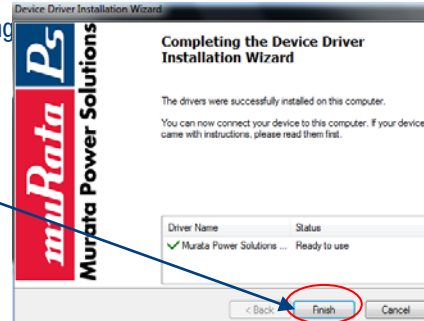 Device Driver Installation Wizard
ng
muRata Ps
Murata Power Solutions
Completing the Device Driver
Installation Wizard
The drivers were successfully installed on this computer.
You can now connect your device to this computer. If your device
came with instructions, please read them first.
Driver Name Status
Murata Power Solutions ... Ready to use
< Back Finish Cancel